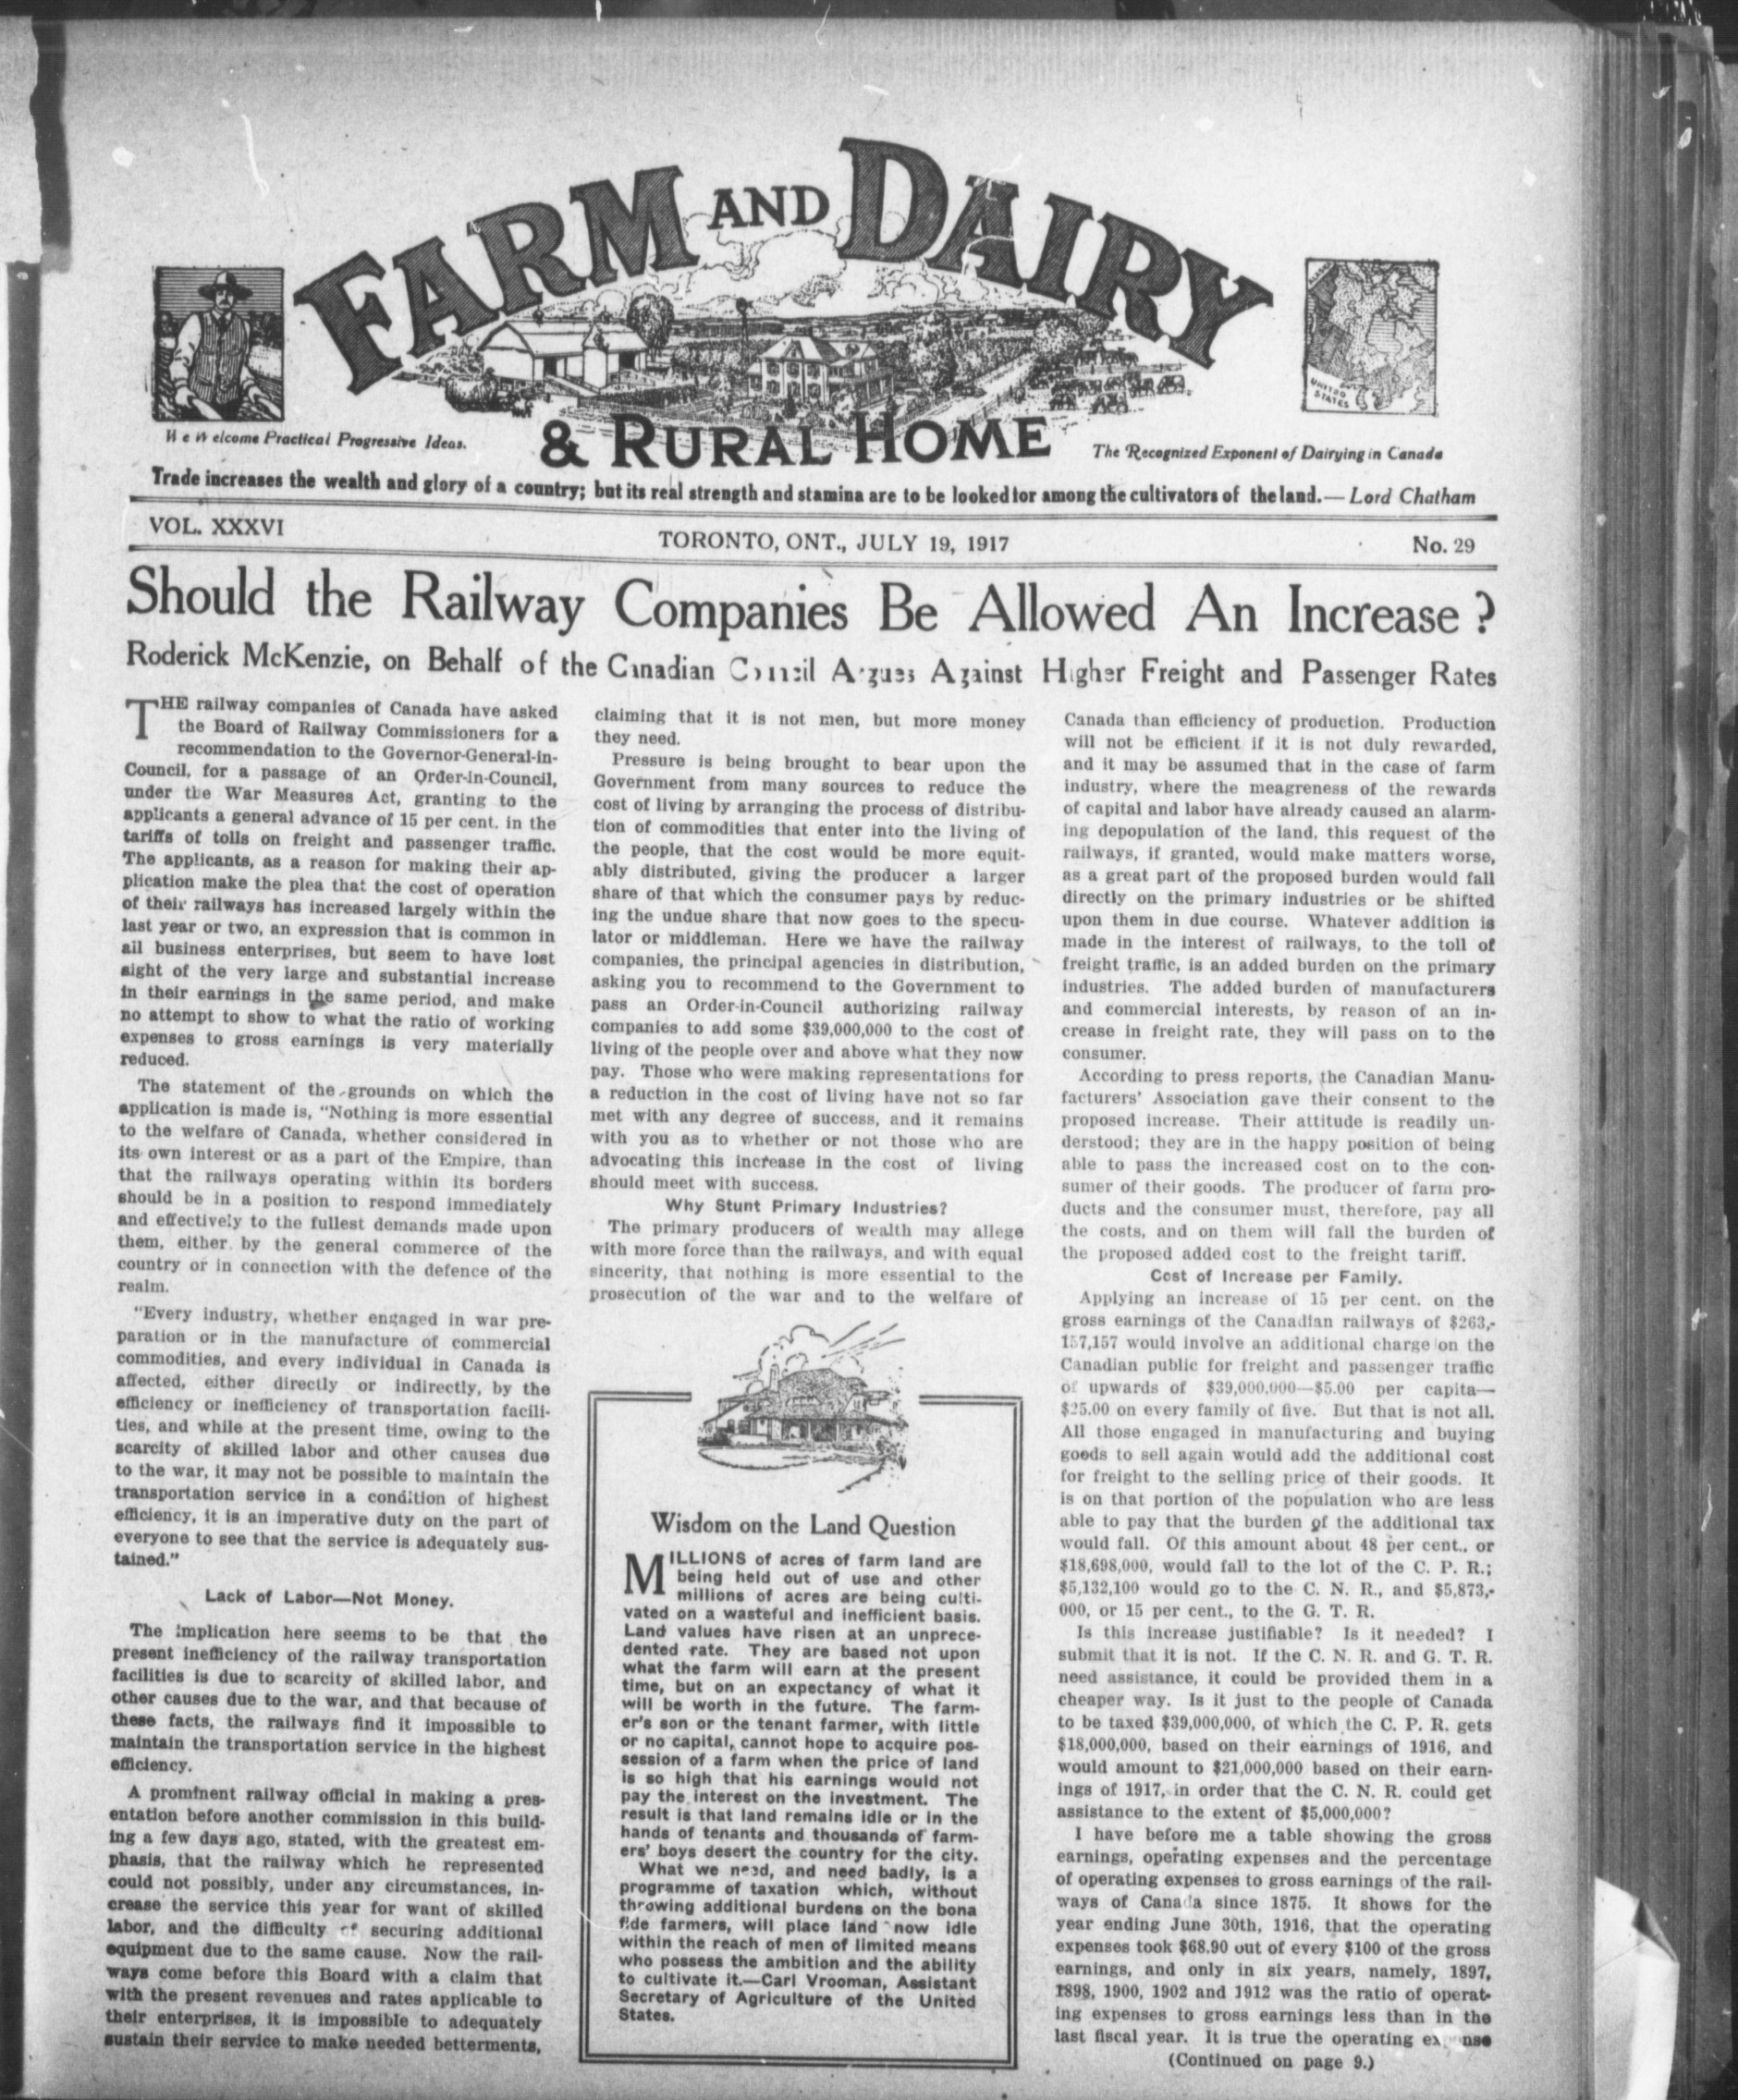 FARM AND DAIRY
& RURAL HOME
We Welcome Practical Progressive Ideas.
The Recognized Exponent of Dairying in Canada
UNITED
STATES
Trade increases the wealth and glory of a country; but its real strength and stamina are to be looked for among the cultivators of the land.—Lord Chatham
VOL. XXXVI
TORONTO, ONT., JULY 19, 1917
No. 29
Should the Railway Companies Be Allowed An Increase?
Roderick McKenzie, on Behalf of the Canadian Council Argues Against Higher Freight and Passenger Rates
THE railway companies of Canada have asked
the Board of Railway Commissioners for a
recommendation to the Governor-General-in-
Council, for a passage of an Order-in-Council,
under the War Measures Act, granting to the
applicants a general advance of 15 per cent. in the
tariffs of tolls on freight and passenger traffic.
The applicants, as a reason for making their ap-
plication make the plea that the cost of operation
of their railways has increased largely within the
last year or two, an expression that is common in
all business enterprises, but seem to have lost
sight of the very large and substantial increase
in their earnings in the same period, and make
no attempt to show to what the ratio of working
expenses to gross earnings is very materially
reduced.
The statement of the grounds on which the
application is made is, "Nothing is more essential
to the welfare of Canada, whether considered in
its own interest or as a part of the Empire, than
that the railways operating within its borders
should be in a position to respond immediately
and effectively to the fullest demands made upon
them, either by the general commerce of the
country or in connection with the defence of the
realm.
"Every industry, whether engaged in war pre-
paration or in the manufacture of commercial
commodities, and every individual in Canada is
affected, either directly or indirectly, by the
efficiency or inefficiency of transportation facili-
ties, and while at the present time, owing to the
scarcity of skilled labor and other causes due
to the war, it may not be possible to maintain the
transportation service in a condition of highest
efficiency, it is an imperative duty on the part of
everyone to see that the service is adequately sus-
tained."
Lack of Labor—Not Money.
The implication here seems to be that the
present inefficiency of the railway transportation
facilities is due to scarcity of skilled labor, and
other causes due to the war, and that because of
these facts, the railways find it impossible to
maintain the transportation service in the highest
efficiency.
A prominent railway official in making a pres-
entation before another commission in this build-
ing a few days ago, stated, with the greatest em-
phasis, that the railway which he represented
could not possibly, under any circumstances, in-
crease the service this year for want of skilled
labor, and the difficulty of securing additional
equipment due to the same cause. Now the rail-
ways come before this Board with a claim that
with the present revenues and rates applicable to
their enterprises, it is impossible to adequately
sustain their service to make needed betterments,
claiming that it is not men, but more money
they need.
Pressure is being brought to bear upon the
Government from many sources to reduce the
cost of living by arranging the process of distribu-
tion of commodities that enter into the living of
the people, that the cost would be more equit-
ably distributed, giving the producer a larger
share of that which the consumer pays by reduc-
ing the undue share that now goes to the specu-
lator or middleman. Here we have the railway
companies, the principal agencies in distribution,
asking you to recommend to the Government to
pass an Order-in-Council authorizing railway
companies to add some $39,000,000 to the cost of
living of the people over and above what they now
pay. Those who were making representations for
a reduction in the cost of living have not so far
met with any degree of success, and it remains
with you as to whether or not those who are
advocating this increase in the cost of living
should meet with success.
Why Stunt Primary Industries?
The primary producers of wealth may allege
with more force than the railways, and with equal
sincerity, that nothing is more essential to the
prosecution of the war and to the welfare of
Wisdom on the Land Question
MILLIONS of acres of farm land are
being held out of use and other
millions of acres are being culti-
vated on a wasteful and inefficient basis.
Land values have risen at an unprece-
dented rate. They are based not upon
what the farm will earn at the present
time, but on an expectancy of what it
will be worth in the future. The farm-
er's son or the tenant farmer, with little
or no capital, cannot hope to acquire pos-
session of a farm when the price of land
is so high that his earnings would not
pay the interest on the investment. The
result is that land remains idle or in the
hands of tenants and thousands of farm-
ers' boys desert the country for the city.
What we need, and need badly, is a
programme of taxation which, without
throwing additional burdens on the bona
fide farmers, will place land now idle
within the reach of men of limited means
who possess the ambition and the ability
to cultivate it.—Carl Vrooman, Assistant
Secretary of Agriculture of the United
States.
Canada than efficiency of production. Production
will not be efficient if it is not duly rewarded,
and it may be assumed that in the case of farm
industry, where the meagreness of the rewards
of capital and labor have already caused an alarm-
ing depopulation of the land, this request of the
railways, if granted, would make matters worse,
as a great part of the proposed burden would fall
directly on the primary industries or be shifted
upon them in due course. Whatever addition is
made in the interest of railways, to the toll of
freight traffic, is an added burden on the primary
industries. The added burden of manufacturers
and commercial interests, by reason of an in-
crease in freight rate, they will pass on to the
consumer.
According to press reports, the Canadian Manu-
facturers' Association gave their consent to the
proposed increase. Their attitude is readily un-
derstood; they are in the happy position of being
able to pass the increased cost on to the con-
sumer of their goods. The producer of farm pro-
ducts and the consumer must, therefore, pay all
the costs, and on them will fall the burden of
the proposed added cost to the freight tariff.
Cost of Increase per Family.
Applying an increase of 15 per cent. on the
gross earnings of the Canadian railways of $263,-
157,157 would involve an additional charge on the
Canadian public for freight and passenger traffic
of upwards of $39,000,000—$5.00 per capita—
$25.00 on every family of five. But that is not all.
All those engaged in manufacturing and buying
goods to sell again would add the additional cost
for freight to the selling price of their goods. It
is on that portion of the population who are less
able to pay that the burden of the additional tax
would fall. Of this amount about 48 per cent., or
$18,698,000, would fall to the lot of the C. P. R.;
$5,132,100 would go to the C. N. R., and $5,873,-
000, or 15 per cent., to the G. T. R.
Is this increase justifiable? Is it needed? I
submit that it is not. If the C. N. R. and G. T. R.
need assistance, it could be provided them in a
cheaper way. Is it just to the people of Canada
to be taxed $39,000,000, of which the C. P. R. gets
$18,000,000, based on their earnings of 1916, and
would amount to $21,000,000 based on their earn-
ings of 1917, in order that the C. N. R. could get
assistance to the extent of $5,000,000?
I have before me a table showing the gross
earnings, operating expenses and the percentage
of operating expenses to gross earnings of the rail-
ways of Canada since 1875. It shows for the
year ending June 30th, 1916, that the operating
expenses took $68.90 out of every $100 of the gross
earnings, and only in six years, namely, 1897,
1898, 1900, 1902 and 1912 was the ratio of operat-
ing expenses to gross earnings less than in the
last fiscal year. It is true the operating expense
(Continued on page 9.)